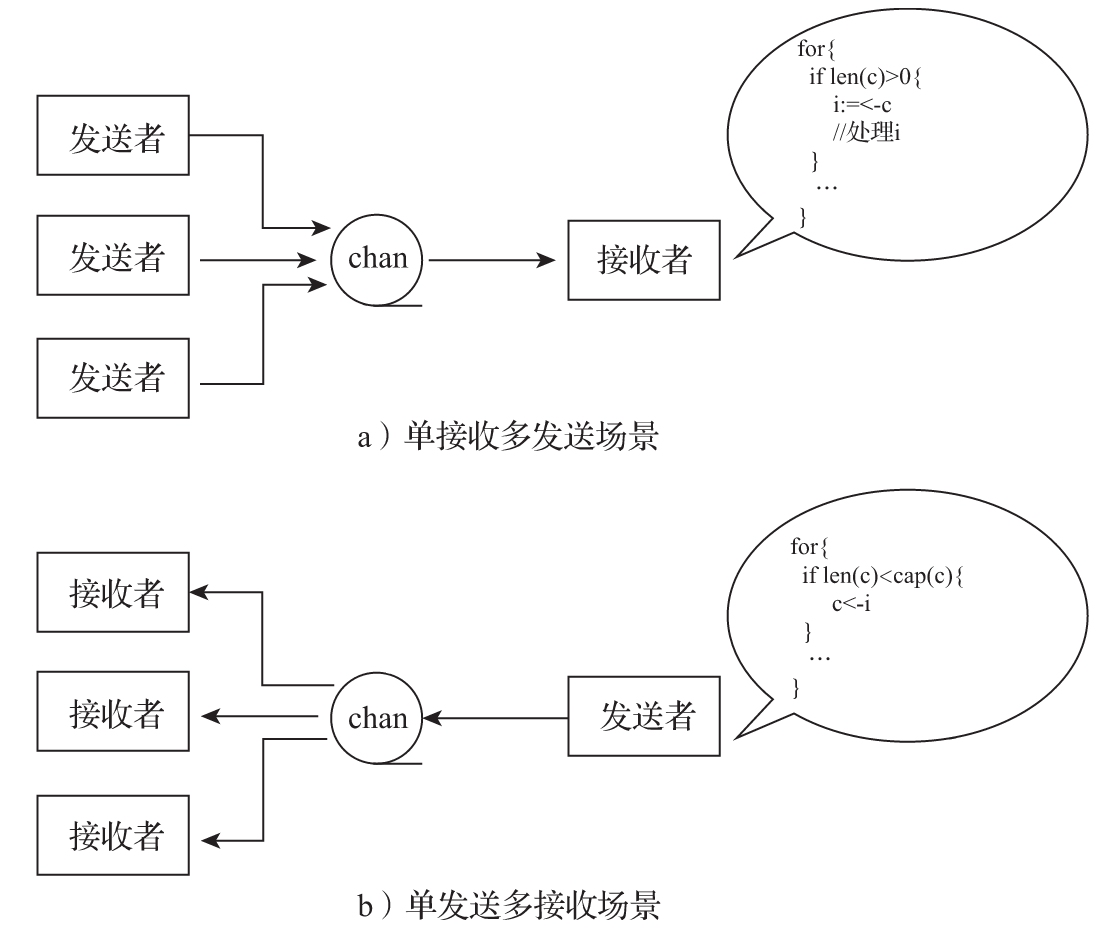 for{
if len(c)>0{
i:=<-c
//处理i
}
…
}
发送者
发送者
发送者
chan
接收者
a）单接收多发送场景
for{
if len(c)<cap(c){
c<-i
}
…
}
接收者
接收者
接收者
chan
发送者
b）单发送多接收场景